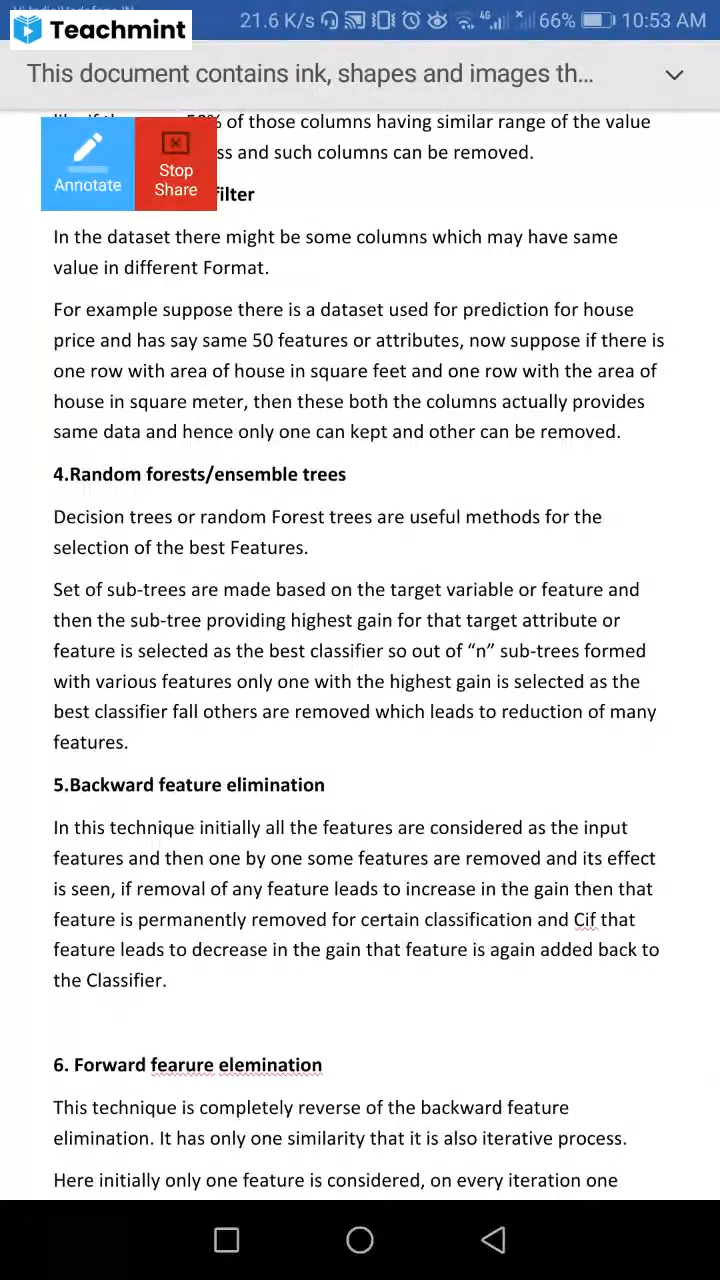 Teachmint
21.6 K/s 4G 66% 10:53 AM
This document contains ink, shapes and images th...
of those columns having similar range of the value
Annotate
Stop
Share
ss and such columns can be removed.
filter
In the dataset there might be some columns which may have same
value in different Format.
For example suppose there is a dataset used for prediction for house
price and has say same 50 features or attributes, now suppose if there is
one row with area of house in square feet and one row with the area of
house in square meter, then these both the columns actually provides
same data and hence only one can kept and other can be removed.
4.Random forests/ensemble trees
Decision trees or random Forest trees are useful methods for the
selection of the best Features.
Set of sub-trees are made based on the target variable or feature and
then the sub-tree providing highest gain for that target attribute or
feature is selected as the best classifier so out of “n” sub-trees formed
with various features only one with the highest gain is selected as the
best classifier fall others are removed which leads to reduction of many
features.
5.Backward feature elimination
In this technique initially all the features are considered as the input
features and then one by one some features are removed and its effect
is seen, if removal of any feature leads to increase in the gain then that
feature is permanently removed for certain classification and Cif that
feature leads to decrease in the gain that feature is again added back to
the Classifier.
6. Forward fearure elemination
This technique is completely reverse of the backward feature
elimination. It has only one similarity that it is also iterative process.
Here initially only one feature is considered, on every iteration one